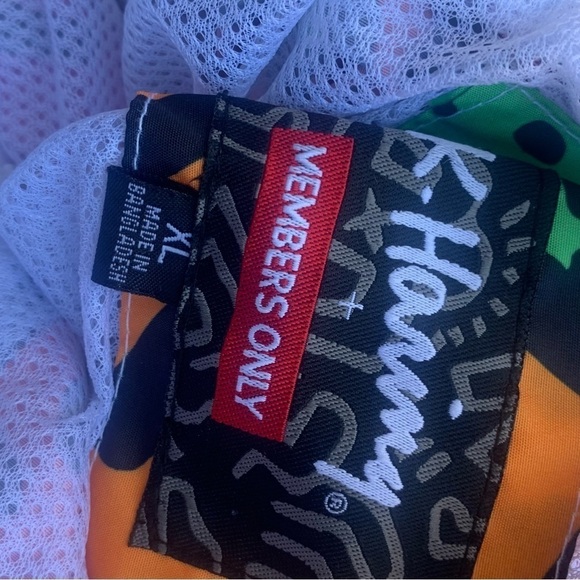 K·Haring®
MEMBERS ONLY
XL
MADE IN
BANGLADESH